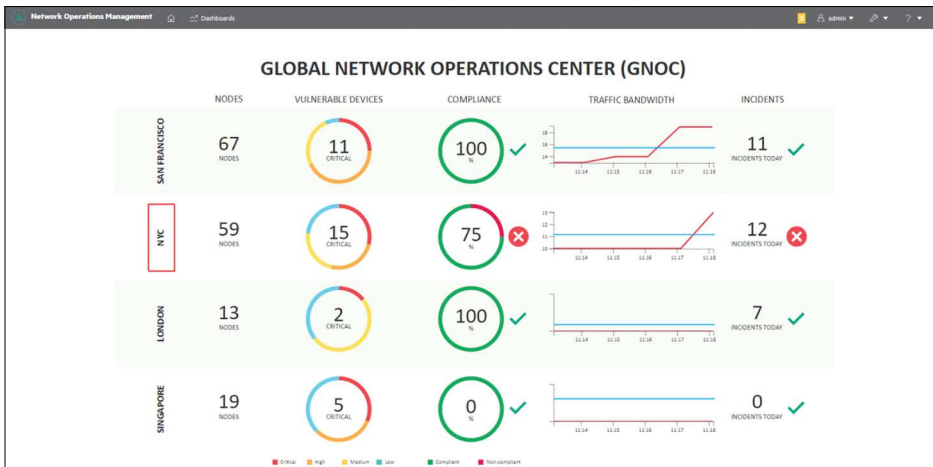 Network Operations Management Dashboards 3 admin ?
GLOBAL NETWORK OPERATIONS CENTER (GNOC)
NODES VULNERABLE DEVICES COMPLIANCE TRAFFIC BANDWIDTH INCIDENTS
SAN FRANCISCO
67
NODES
11
CRITICAL
100
%
18
16
14
11:14 11:15 11:16 11:17 11:18
11
INCIDENTS TODAY
NYC
59
NODES
15
CRITICAL
75
%
13
12
11
10
11:14 11:15 11:16 11:17 11:18
12
INCIDENTS TODAY
LONDON
13
NODES
2
CRITICAL
100
%
11:14 11:15 11:16 11:17 11:18
7
INCIDENTS TODAY
SINGAPORE
19
NODES
5
CRITICAL
0
%
11:14 11:15 11:16 11:17 11:18
0
INCIDENTS TODAY
Critical High Medium Low Compliant Non-compliant